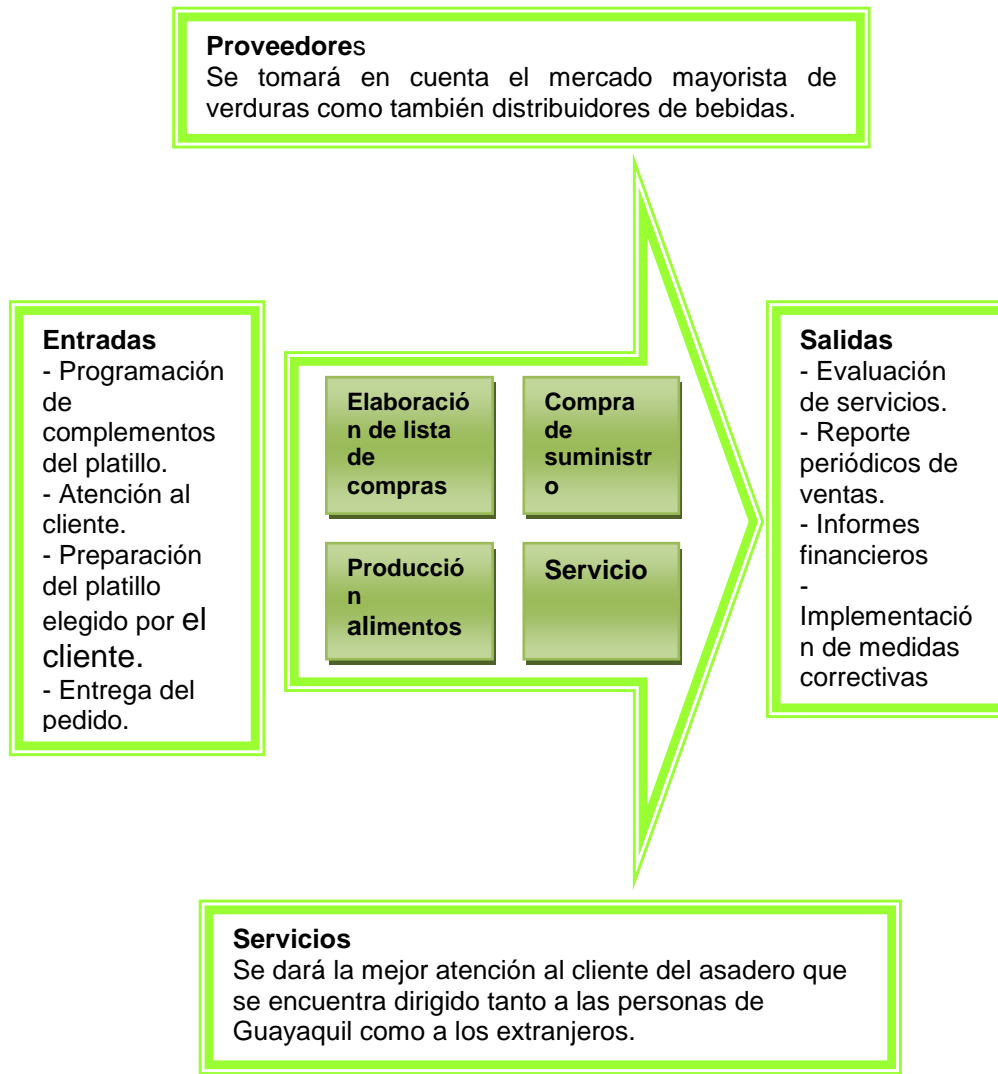 Proveedores
Se tomará en cuenta el mercado mayorista de
verduras como también distribuidores de bebidas.
Entradas
- Programación
de
complementos
del platillo.
- Atención al
cliente.
- Preparación
del platillo
elegido por el
cliente.
- Entrega del
pedido.
Elaboració
n de lista
de
compras
Compra
de
suministr
o
Producció
n
alimentos
Servicio
Salidas
- Evaluación
de servicios.
- Reporte
periódicos de
ventas.
- Informes
financieros
-
Implementació
n de medidas
correctivas
Servicios
Se dará la mejor atención al cliente del asadero que
se encuentra dirigido tanto a las personas de
Guayaquil como a los extranjeros.